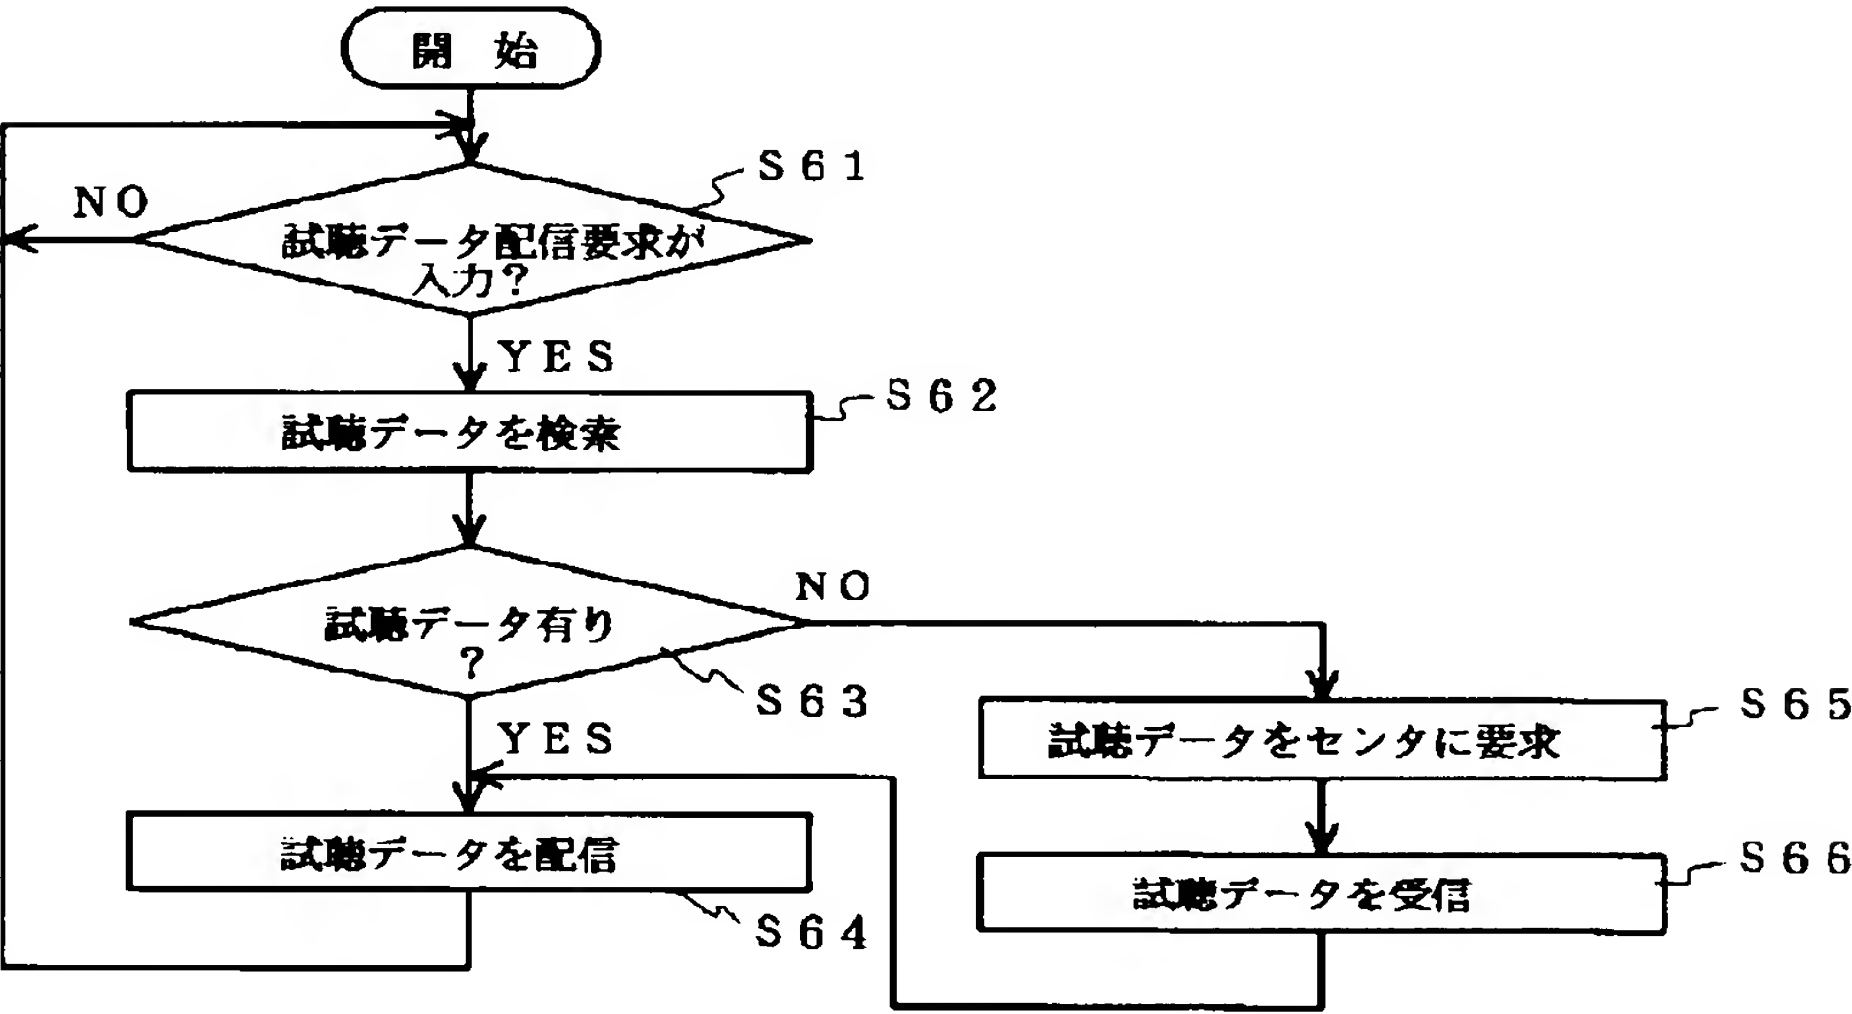 開 始
S61
NO
試聴データ配信要求が
入力?
YES
S62
試聴データを検索
NO
試聴データ有り
?
S63
YES
S65
試聴データをセンタに要求
試聴データを配信
S64
S66
試聴データを受信